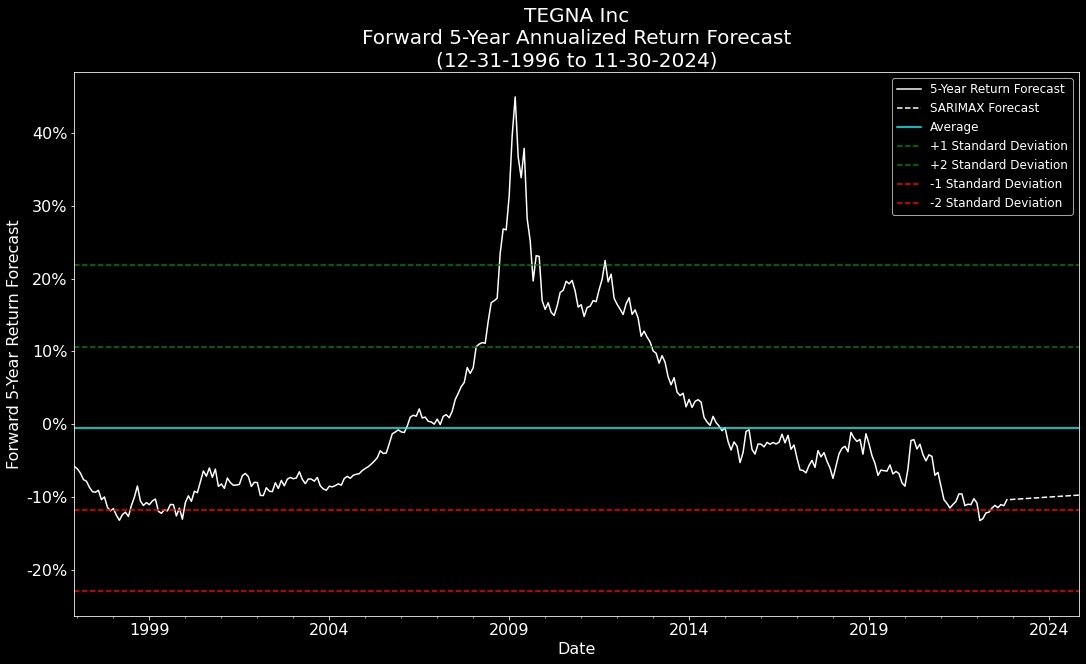 TEGNA Inc
Forward 5-Year Annualized Return Forecast
(12-31-1996 to 11-30-2024)
5-Year Return Forecast
SARIMAX Forecast
Average
+1 Standard Deviation
+2 Standard Deviation
-1 Standard Deviation
-2 Standard Deviation
Forward 5-Year Return Forecast
40%
30%
20%
10%
0%
-10%
-20%
1999
2004
2009
2014
2019
2024
Date